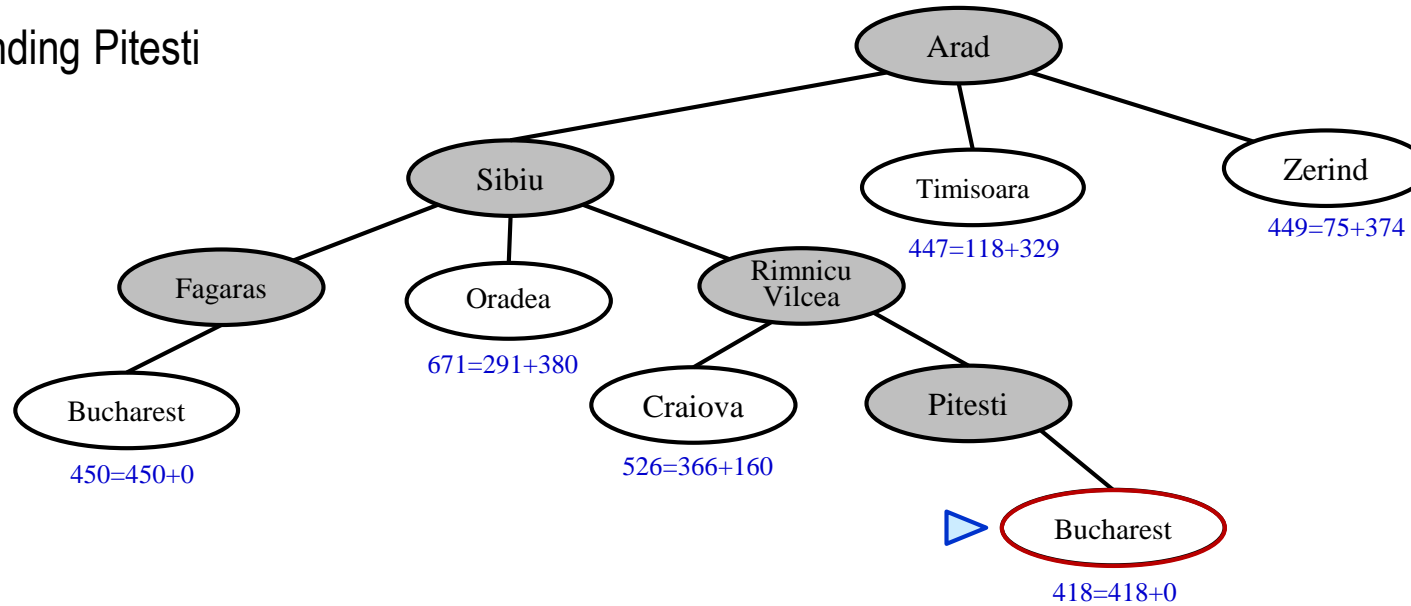 nding Pitesti
Arad
Sibiu
Timisoara
447=118+329
Zerind
449=75+374
Fagaras
Oradea
671=291+380
Rimnicu
Vilcea
Bucharest
450=450+0
Craiova
526=366+160
Pitesti
Bucharest
418=418+0